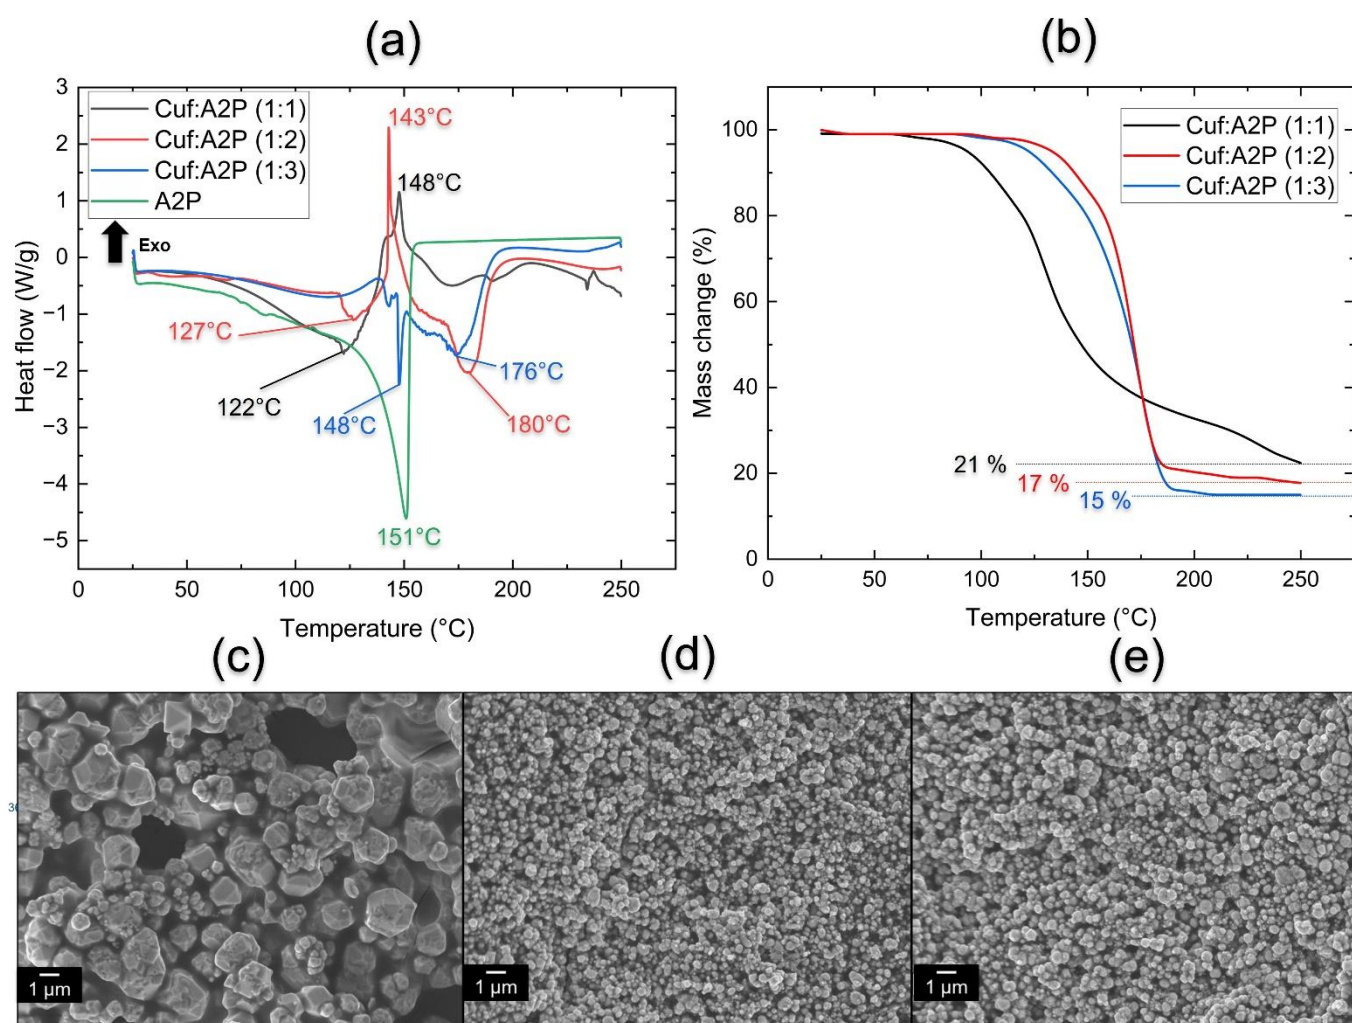 (a)
3
2
1
0
−1
−2
−3
−4
−5
Heat flow (W/g)
Cuf:A2P (1:1)
Cuf:A2P (1:2)
Cuf:A2P (1:3)
A2P
Exo
143°C
148°C
127°C
122°C
148°C
176°C
180°C
151°C
0 50 100 150 200 250
Temperature (°C)
(b)
100
80
60
40
20
0
Mass change (%)
Cuf:A2P (1:1)
Cuf:A2P (1:2)
Cuf:A2P (1:3)
21 %
17 %
15 %
0 50 100 150 200 250
Temperature (°C)
(c)
(d)
(e)
1 µm
1 µm
1 µm